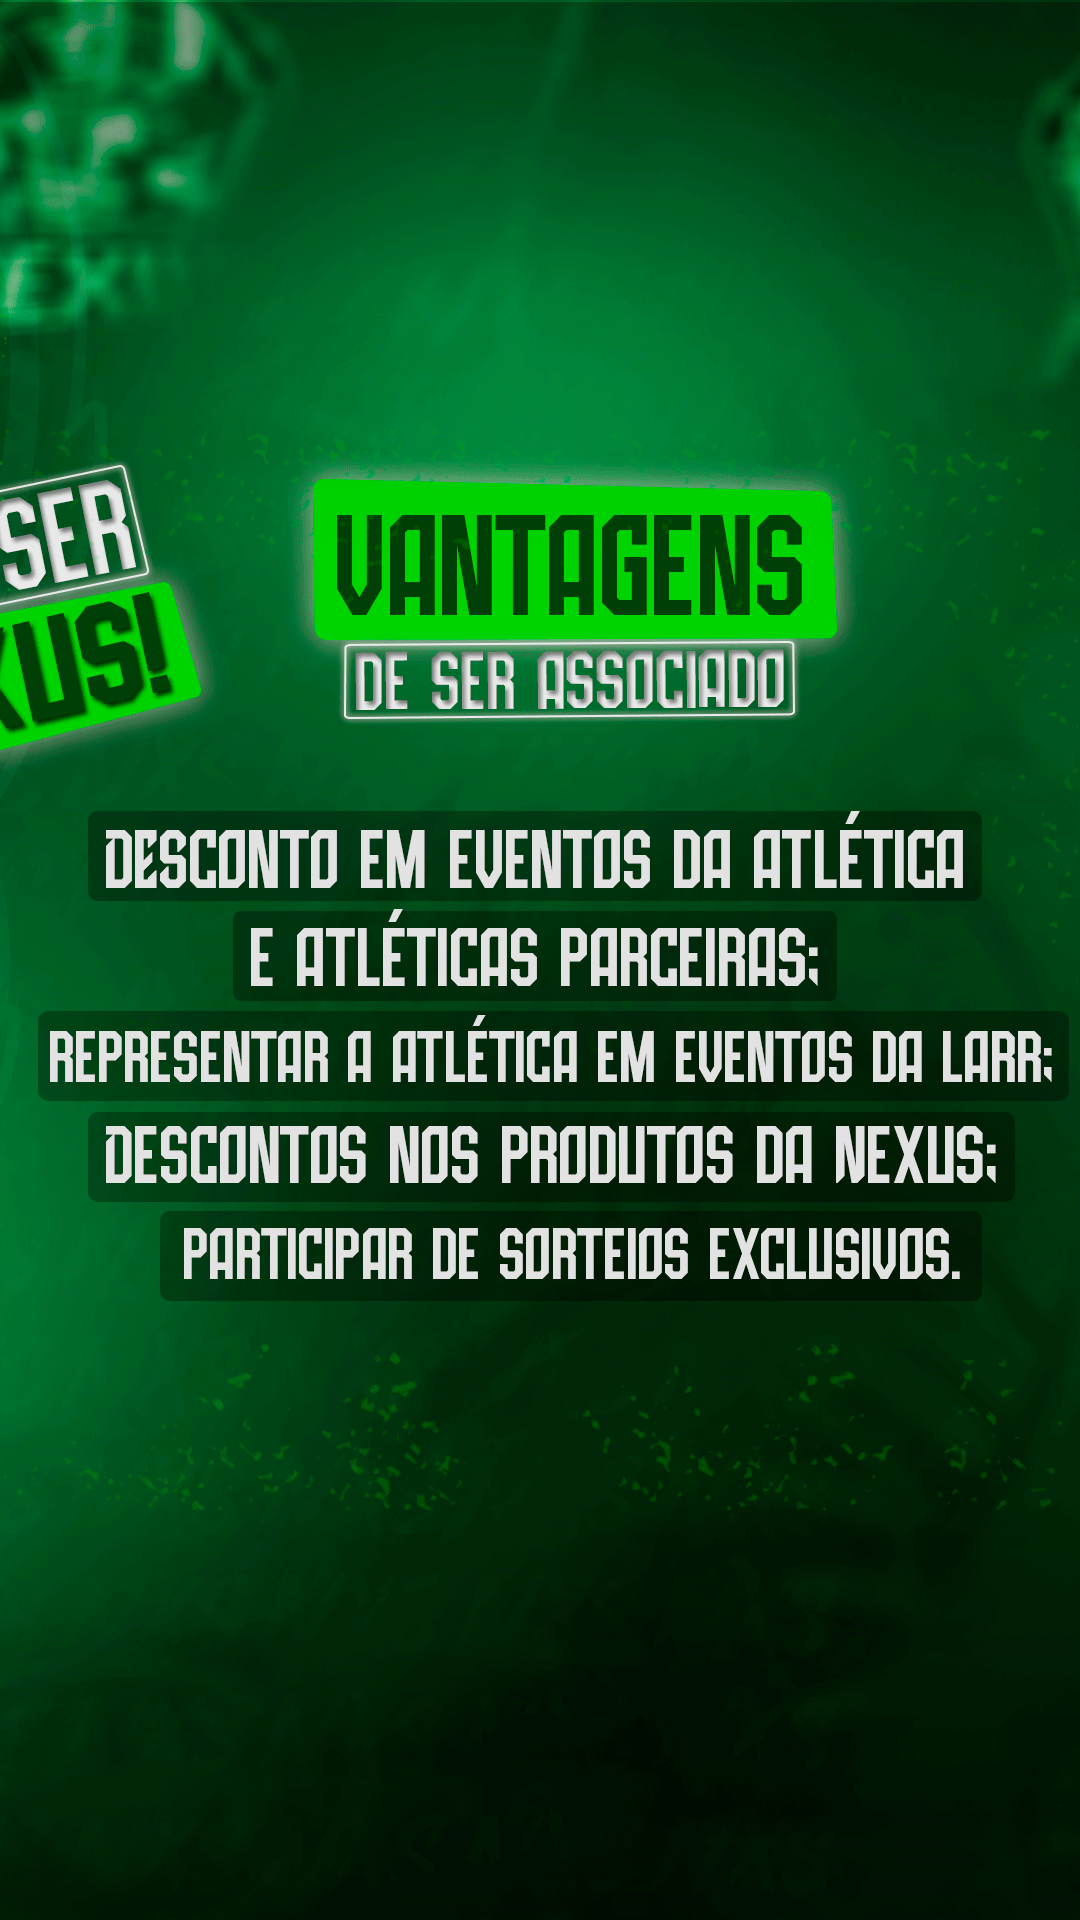 SER
XUS!
VANTAGENS
DE SER ASSOCIADO
DESCONTO EM EVENTOS DA ATLÉTICA
E ATLÉTICAS PARCEIRAS;
REPRESENTAR A ATLÉTICA EM EVENTOS DA LARR;
DESCONTOS NOS PRODUTOS DA NEXUS;
PARTICIPAR DE SORTEIOS EXCLUSIVOS.